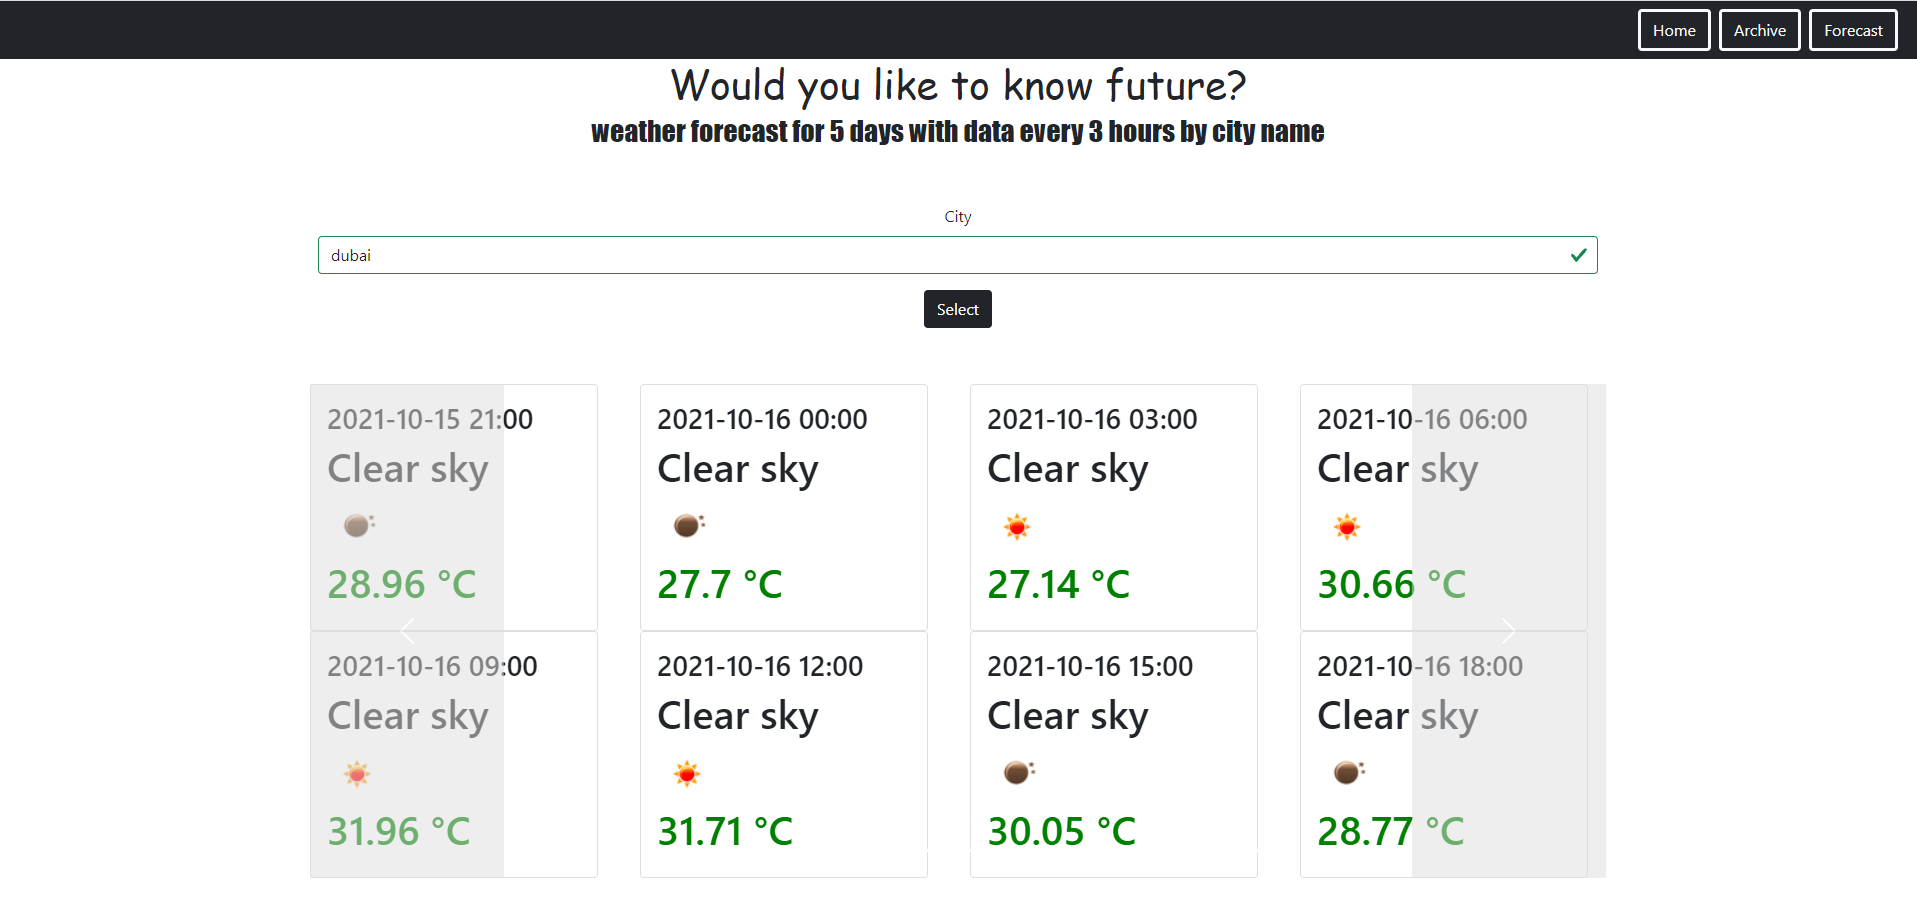 Home Archive Forecast
Would you like to know future?
weather forecast for 5 days with data every 3 hours by city name
City
dubai
Select
2021-10-15 21:00
Clear sky
28.96 °C
2021-10-16 00:00
Clear sky
27.7 °C
2021-10-16 03:00
Clear sky
27.14 °C
2021-10-16 06:00
Clear sky
30.66 °C
2021-10-16 09:00
Clear sky
31.96 °C
2021-10-16 12:00
Clear sky
31.71 °C
2021-10-16 15:00
Clear sky
30.05 °C
2021-10-16 18:00
Clear sky
28.77 °C